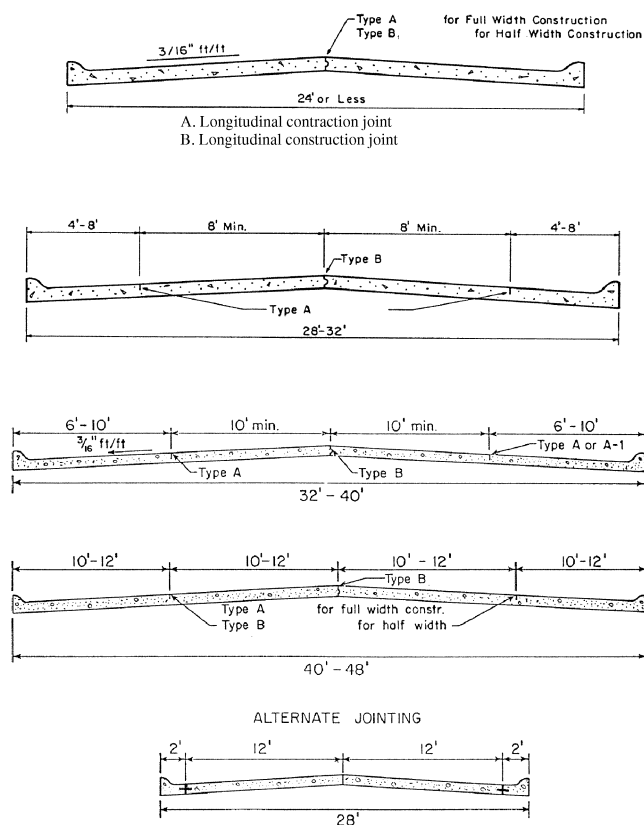 Type A for Full Width Construction
Type B, for Half Width Construction
3/16" ft/ft
24' or Less
A. Longitudinal contraction joint
B. Longitudinal construction joint
4'-8' 8' Min. 8' Min. 4'-8'
Type B
Type A
28'-32'
6'-10' 10' min. 10' min. 6'-10'
3/16" ft/ft
Type A or A-1
Type A Type B
32' - 40'
10'-12' 10'-12' 10' - 12' 10'-12'
Type B
Type A for full width constr.
Type B for half width
40' - 48'
ALTERNATE JOINTING
2' 12' 12' 2'
28'